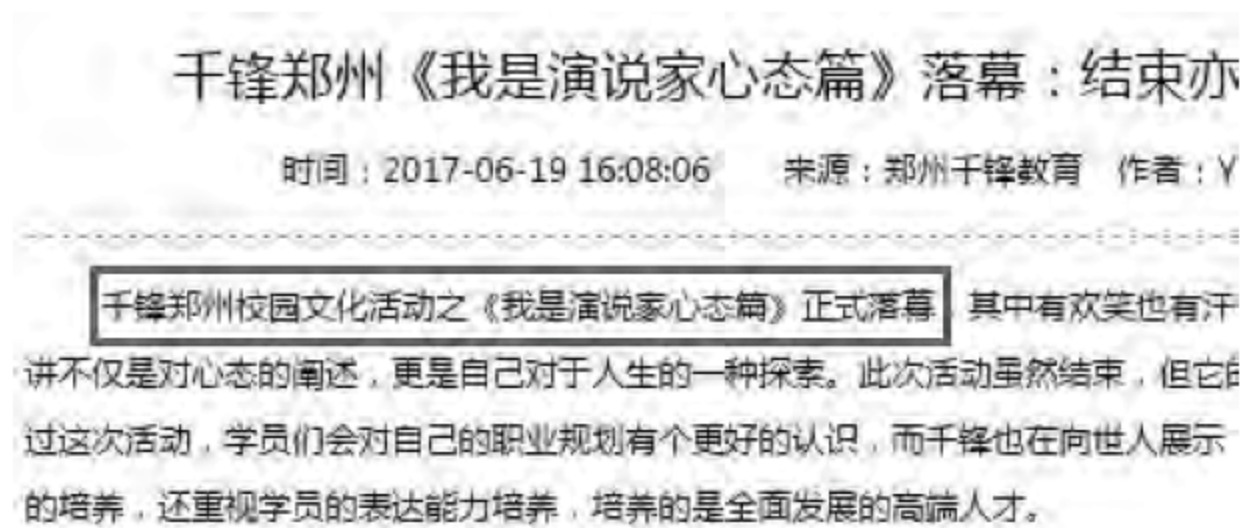 千锋郑州《我是演说家心态篇》落幕：结束亦
时间：2017-06-19 16:08:06 来源：郑州千锋教育 作者：Y
千锋郑州校园文化活动之《我是演说家心态篇》正式落幕，其中有欢笑也有汗
讲不仅是对心态的阐述，更是自己对于人生的一种探索。此次活动虽然结束，但它的
过这次活动，学员们会对自己的职业规划有个更好的认识，而千锋也在向世人展示
的培养，还重视学员的表达能力培养，培养的是全面发展的高端人才。